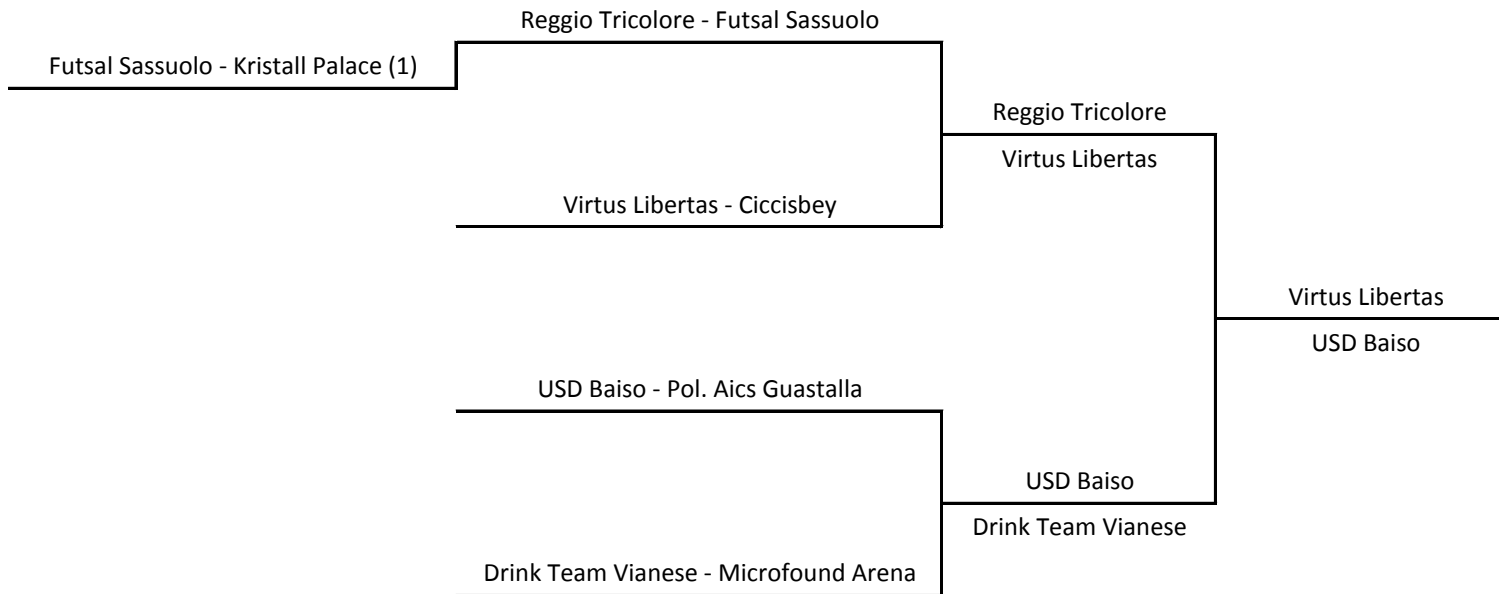 Reggio Tricolore - Futsal Sassuolo
Futsal Sassuolo - Kristall Palace (1)
Reggio Tricolore
Virtus Libertas
Virtus Libertas - Ciccisbey
Virtus Libertas
USD Baiso
USD Baiso - Pol. Aics Guastalla
USD Baiso
Drink Team Vianese
Drink Team Vianese - Microfound Arena